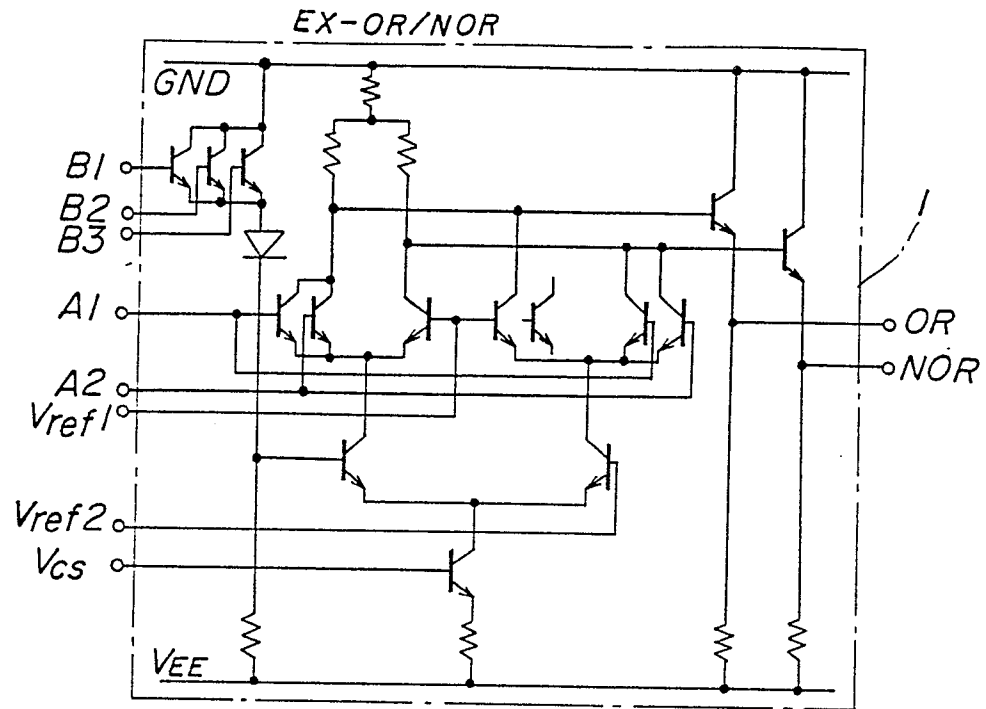 EX-OR/NOR
GND
B1
B2
B3
A1
A2
Vref1
Vref2
VCS
VEE
OR
NOR
1